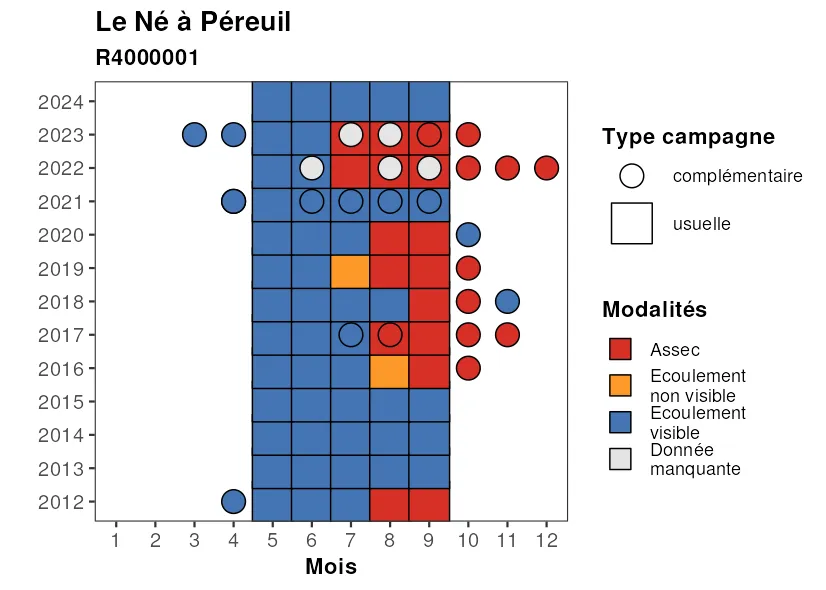 Le Né à Péreuil
R4000001
2024
2023
2022
2021
2020
2019
2018
2017
2016
2015
2014
2013
2012
1 2 3 4 5 6 7 8 9 10 11 12
Mois
Type campagne
complémentaire
usuelle
Modalités
Assec
Ecoulement
non visible
Ecoulement
visible
Donnée
manquante